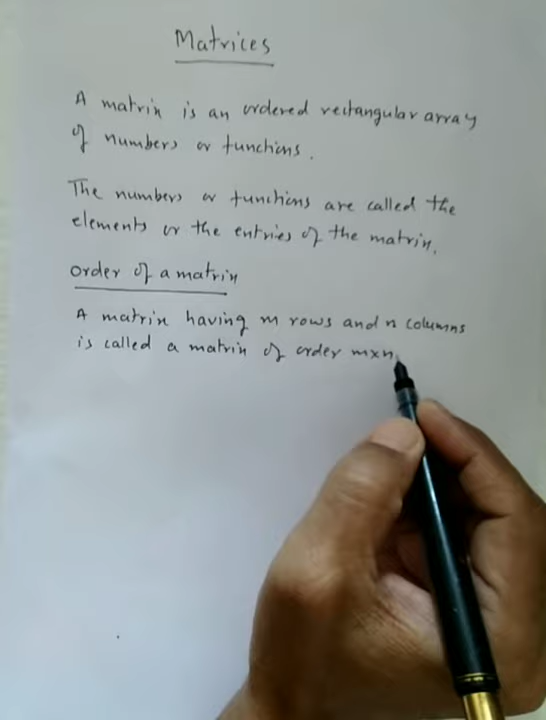 Matrices
A matrix is an ordered rectangular array
of numbers or functions.
The numbers or functions are called the
elements or the entries of the matrix.
Order of a matrix
A matrix having m rows and n columns
is called a matrix of order m×n